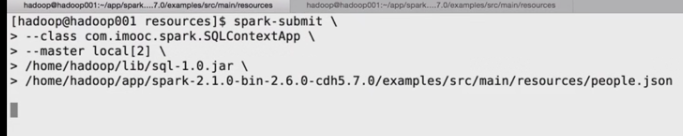 hadoop@hadoop001:~/app/spark....7.0/examples/src/main/resources
hadoop@hadoop001:~/app/spark....7.0/examples/src/main/resources
[hadoop@hadoop001 resources]$ spark-submit \
> --class com.imooc.spark.SQLContextApp \
> --master local[2] \
> /home/hadoop/lib/sql-1.0.jar \
> /home/hadoop/app/spark-2.1.0-bin-2.6.0-cdh5.7.0/examples/src/main/resources/people.json